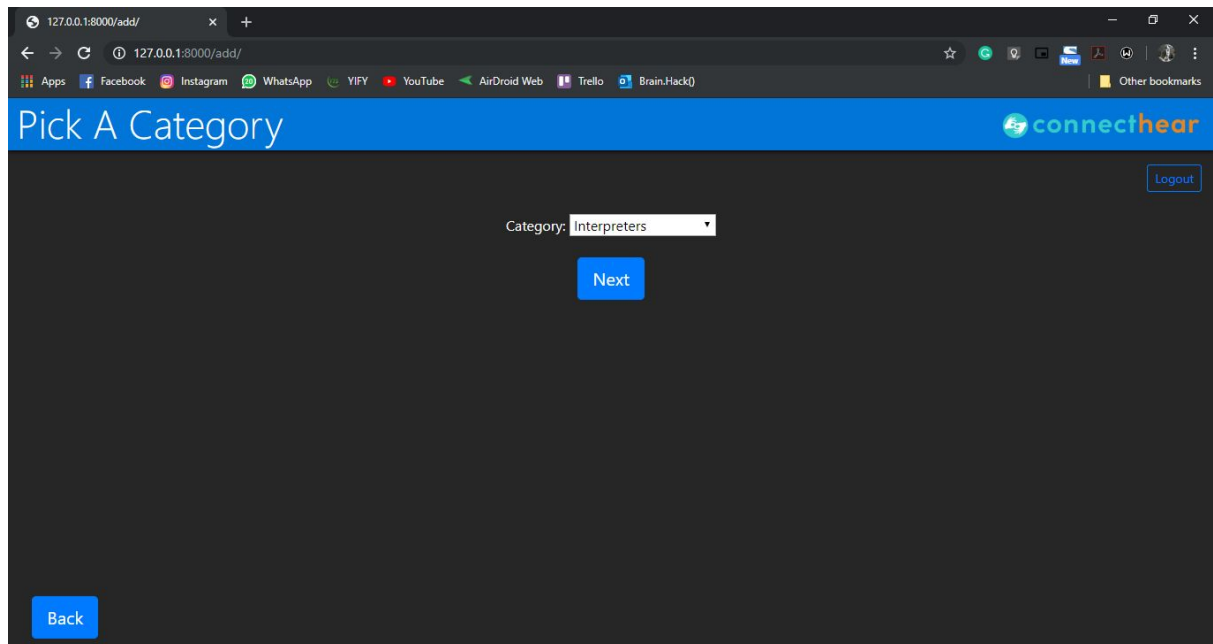 127.0.0.1:8000/add/
127.0.0.1:8000/add/
New
Apps Facebook Instagram WhatsApp YIFY YouTube AirDroid Web Trello Brain.Hack() Other bookmarks
Pick A Category connecthear
Logout
Category: Interpreters
Next
Back